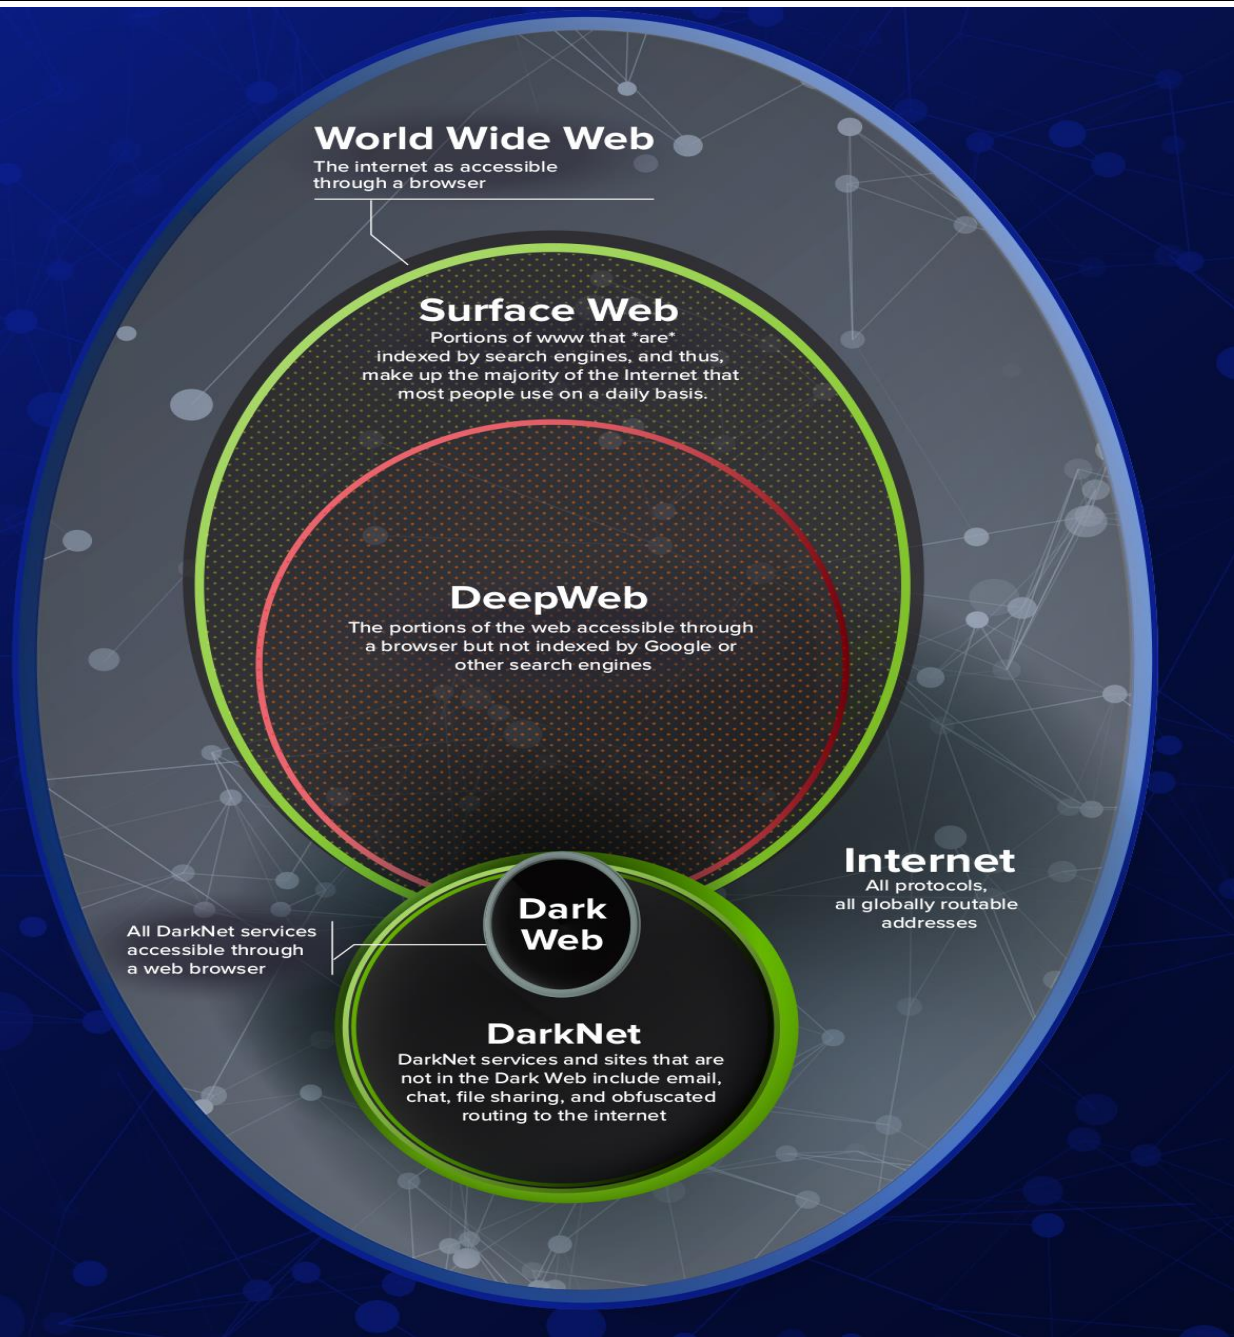 World Wide Web
The internet as accessible
through a browser
Surface Web
Portions of www that *are*
indexed by search engines, and thus,
make up the majority of the Internet that
most people use on a daily basis.
DeepWeb
The portions of the web accessible through
a browser but not indexed by Google or
other search engines
Internet
All protocols,
all globally routable
addresses
Dark
Web
All DarkNet services
accessible through
a web browser
DarkNet
DarkNet services and sites that are
not in the Dark Web include email,
chat, file sharing, and obfuscated
routing to the internet